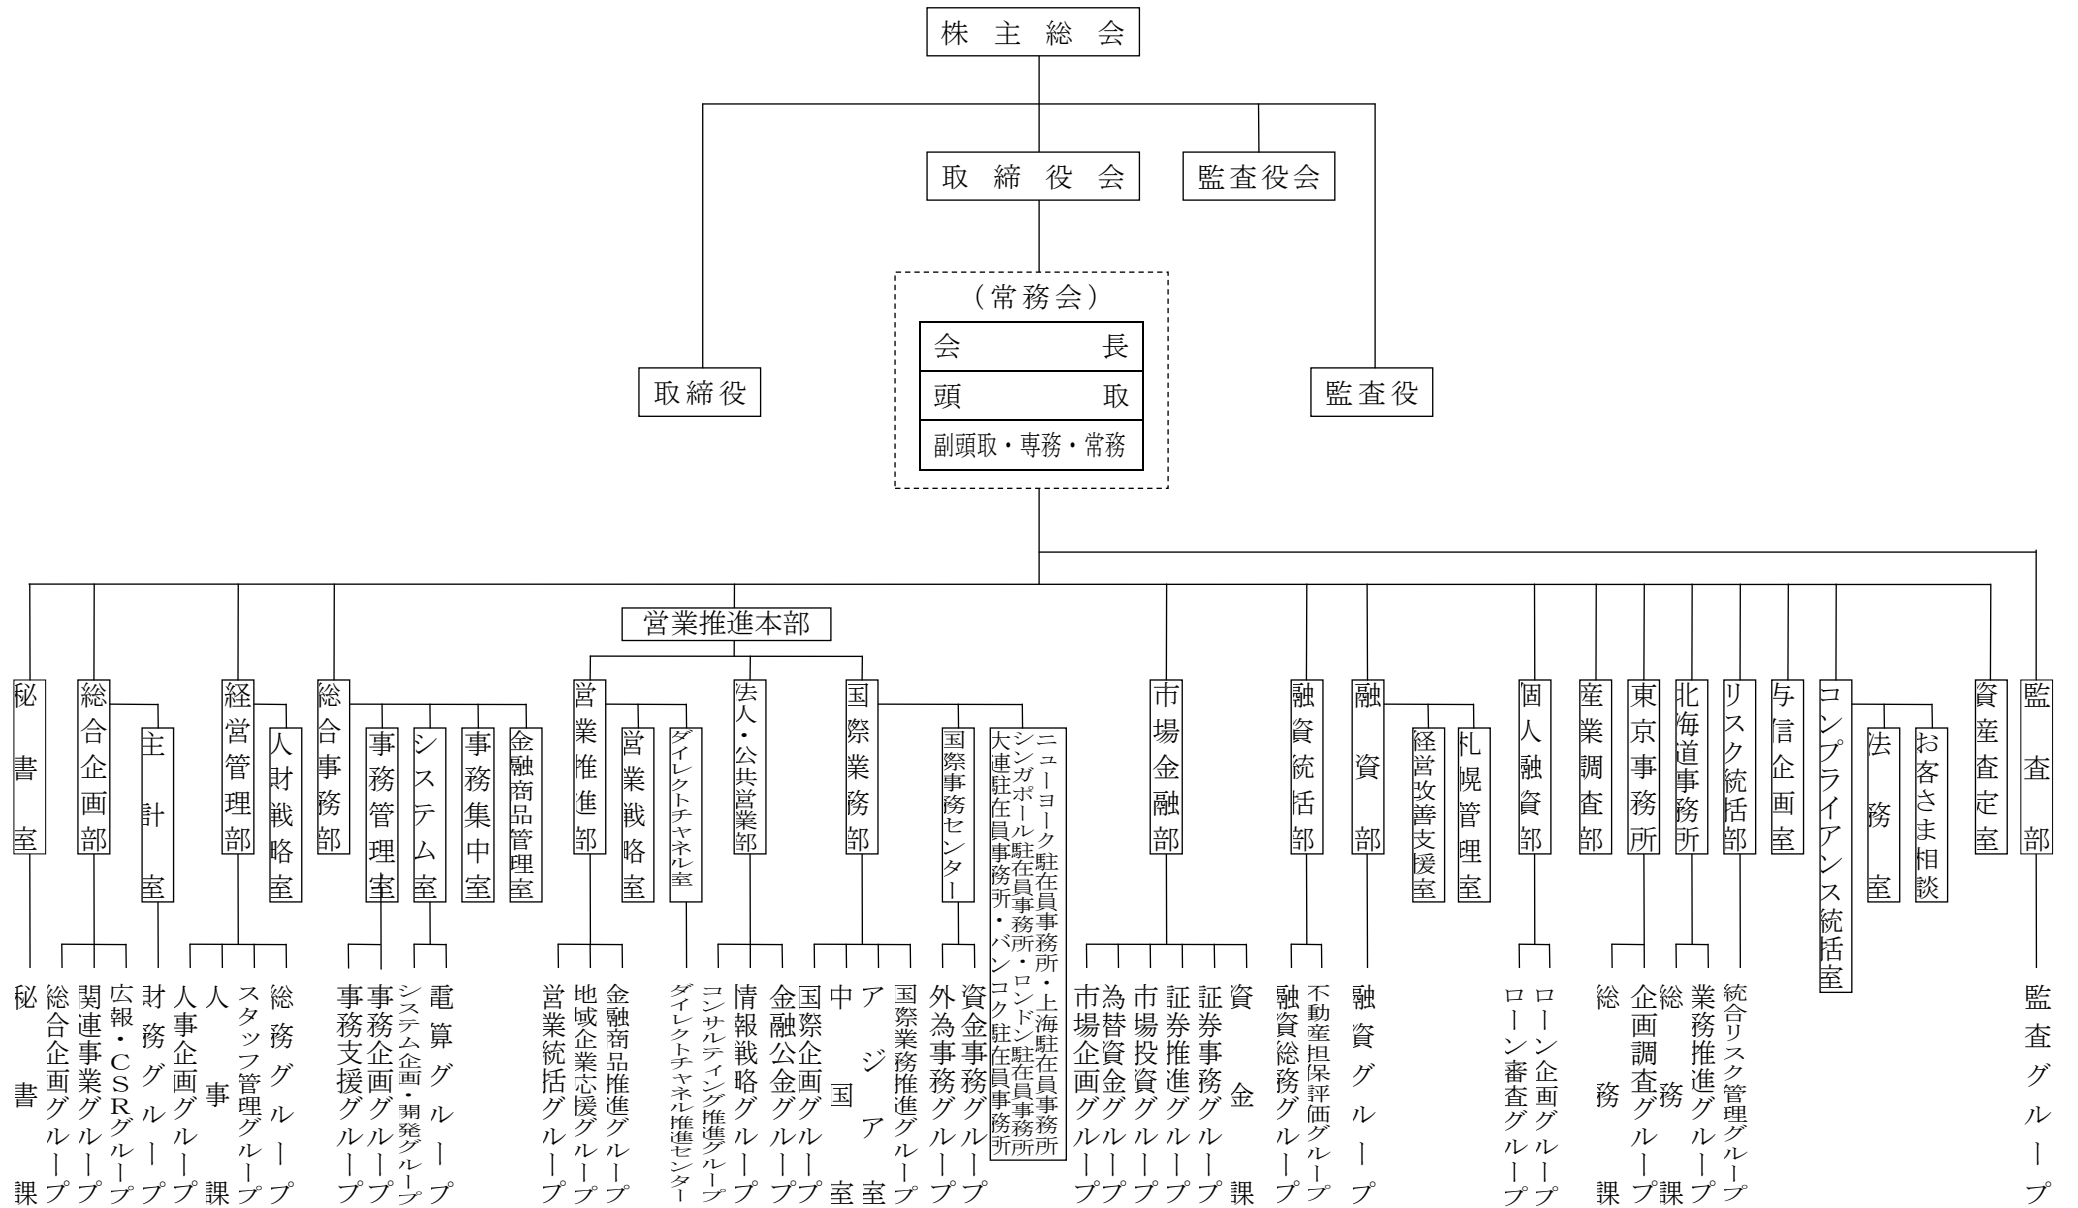 株主総会
取締役会
監査役会
(常務会)
会長
頭取
副頭取・専務・常務
取締役
監査役
営業推進本部
秘書室
総合企画部
主計室
経営管理部
人財戦略室
総合事務部
事務管理室
システム室
事務集中室
金融商品管理室
営業推進部
営業戦略室
ダイレクトチャネル室
法人・公共営業部
国際業務部
国際事務センター
ニューヨーク駐在員事務所・上海駐在員事務所
シンガポール駐在員事務所・ロンドン駐在員事務所
大連駐在員事務所・バンコク駐在員事務所
市場金融部
融資統括部
融資部
経営改善支援室
札幌管理室
個人融資部
産業調査部
東京事務所
北海道事務所
リスク統括部
与信企画室
コンプライアンス統括室
法務室
お客さま相談
資産査定室
監査部
秘書課
総合企画グループ
関連事業グループ
広報・CSRグループ
財務グループ
人事企画グループ
人事課
スタッフ管理グループ
総務グループ
事務支援グループ
事務企画グループ
システム企画・開発グループ
電算グループ
営業統括グループ
地域企業応援グループ
金融商品推進グループ
ダイレクトチャネル推進センター
コンサルティング推進グループ
情報戦略グループ
金融公金グループ
国際企画グループ
中国室
アジア室
国際業務推進グループ
外為事務グループ
資金事務グループ
市場企画グループ
為替資金グループ
市場投資グループ
証券推進グループ
証券事務グループ
資金課
融資総務グループ
不動産担保評価グループ
融資グループ
ローン審査グループ
ローン企画グループ
総務課
企画調査グループ
総務課
業務推進グループ
統合リスク管理グループ
監査グループ